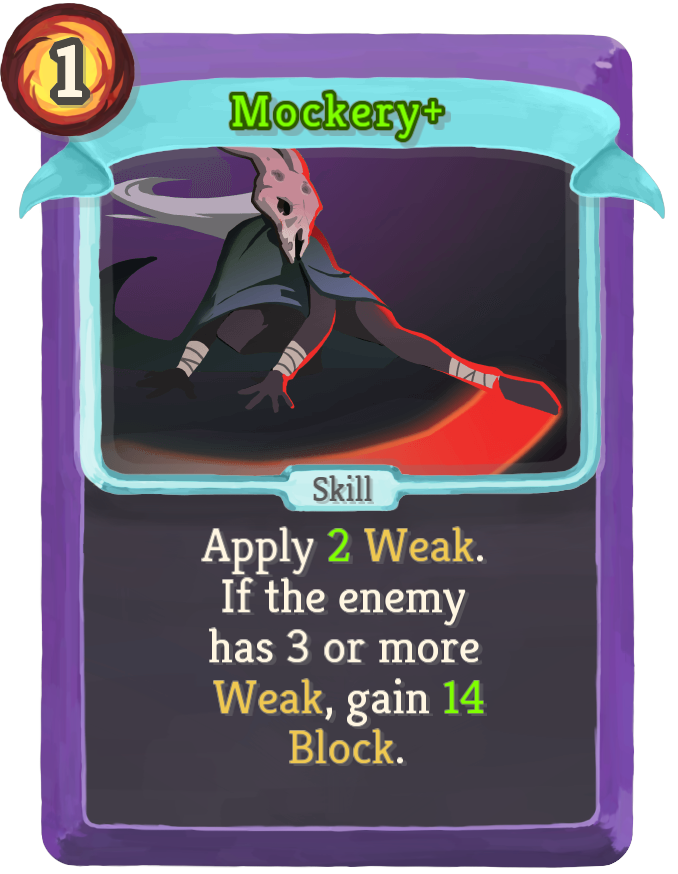 1
Mockery+
Skill
Apply 2 Weak.
If the enemy
has 3 or more
Weak, gain 14
Block.